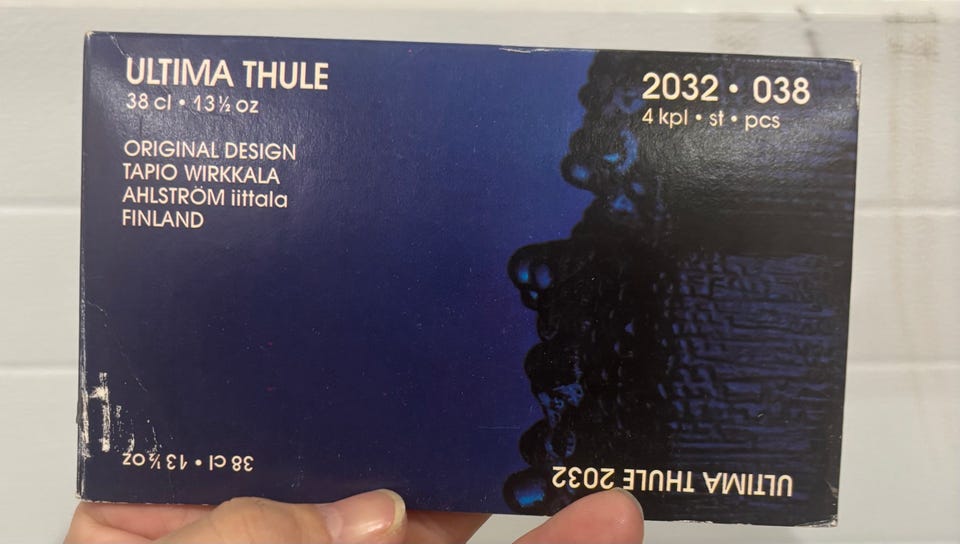 ULTIMA THULE
38 cl • 13½ oz
ORIGINAL DESIGN
TAPIO WIRKKALA
AHLSTRÖM iittala
FINLAND
2032 • 038
4 kpl • st • pcs
38 cl • 13½ oz
ULTIMA THULE 2032